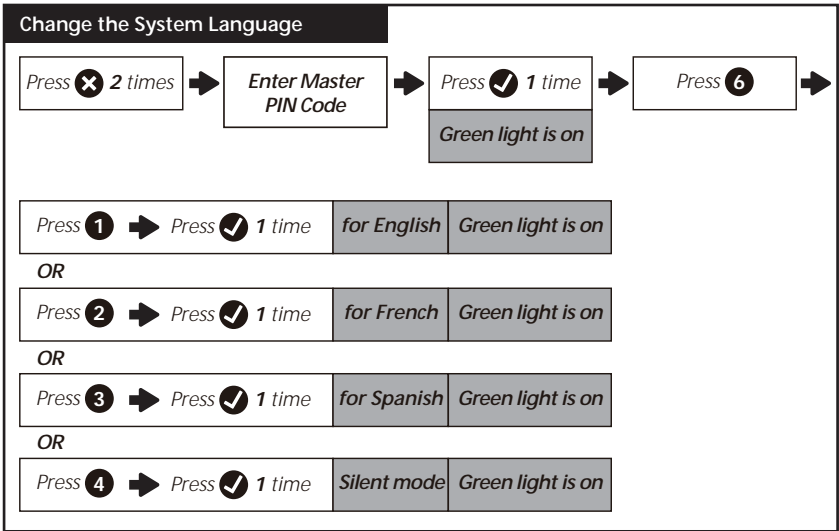 Change the System Language
Press ✖ 2 times
Enter Master
PIN Code
Press ✔ 1 time
Green light is on
Press 6
Press 1 Press ✔ 1 time for English Green light is on
OR
Press 2 Press ✔ 1 time for French Green light is on
OR
Press 3 Press ✔ 1 time for Spanish Green light is on
OR
Press 4 Press ✔ 1 time Silent mode Green light is on